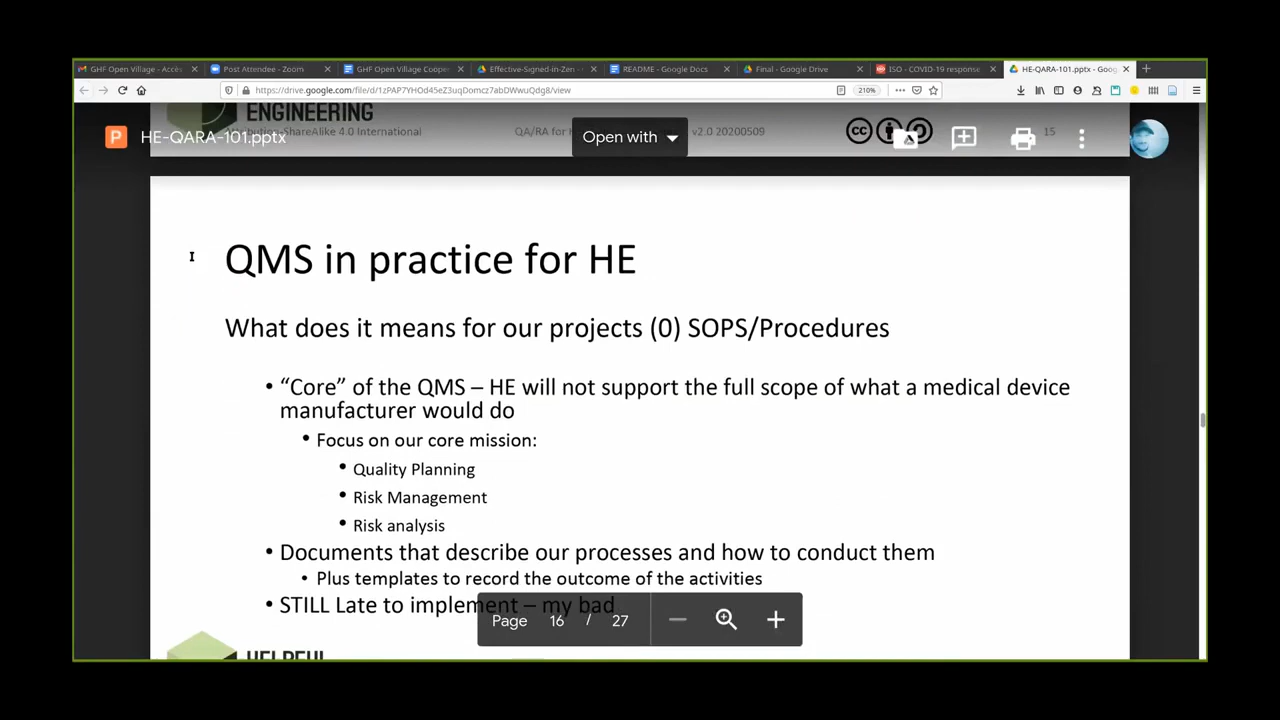 GHF Open Village - Accès
Post Attendee - Zoom
GHF Open Village Coope
Effective-Signed-in-Zen -
README - Google Docs
Final - Google Drive
ISO - COVID-19 response
HE-QARA-101.pptx - Goog
https://drive.google.com/file/d/1zPAP7YHOd45eZ3uqDomcz7abDWwuQdg8/view
210%
ENGINEERING
ShareAlike 4.0 International
QA/RA for
v2.0 20200509
15
P
HE-QARA-101.pptx
Open with
QMS in practice for HE
What does it means for our projects (0) SOPS/Procedures
• “Core” of the QMS – HE will not support the full scope of what a medical device
manufacturer would do
• Focus on our core mission:
• Quality Planning
• Risk Management
• Risk analysis
• Documents that describe our processes and how to conduct them
• Plus templates to record the outcome of the activities
• STILL Late to implement – my bad
Page 16 / 27
HELPFUL